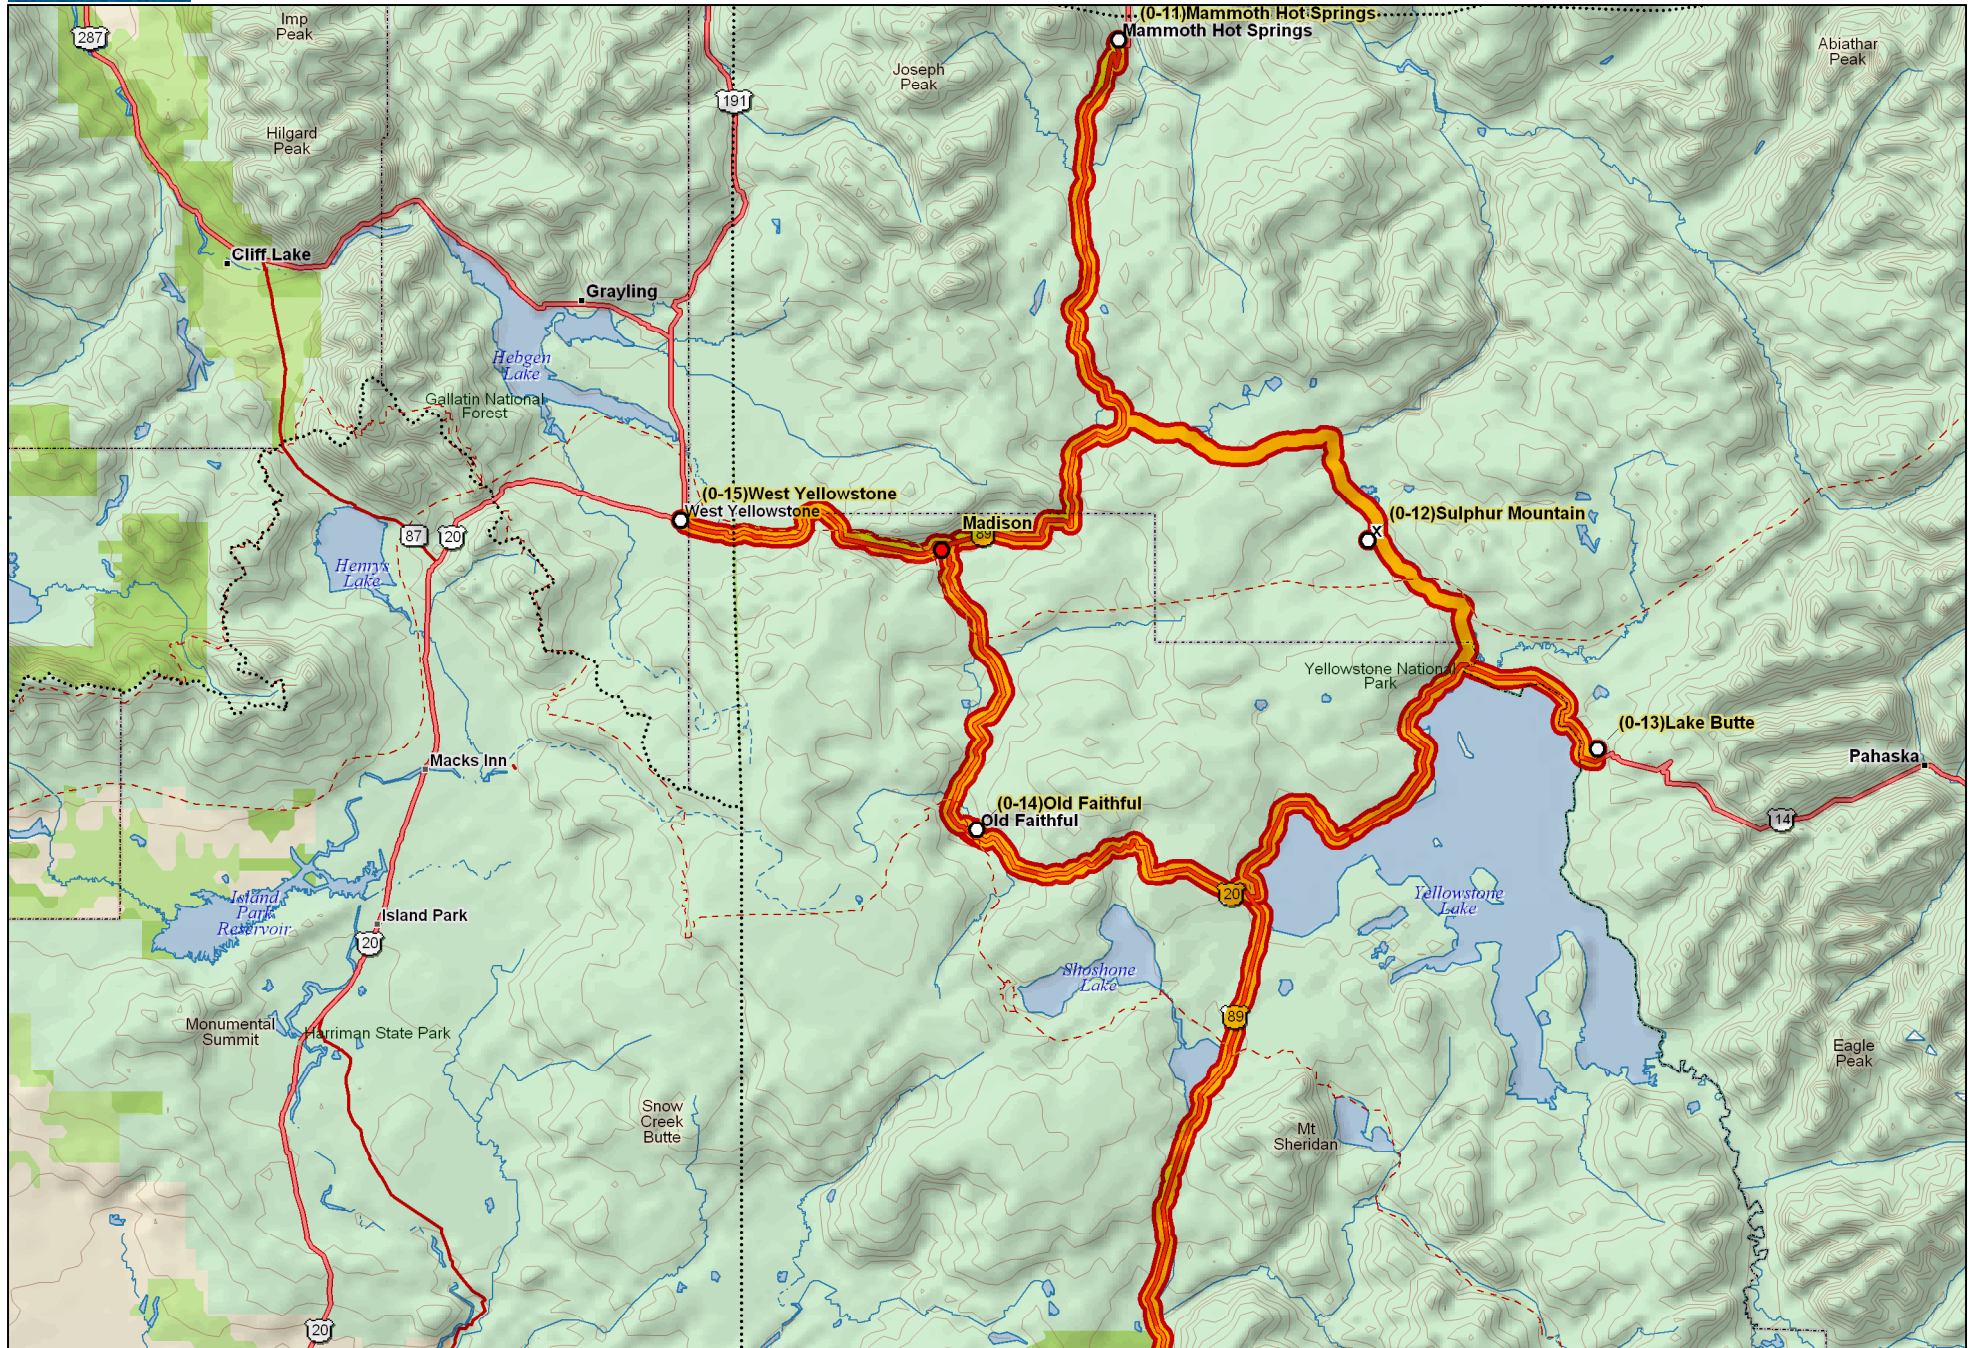 (0-11)Mammoth Hot Springs
Mammoth Hot Springs
Imp
Peak
287
Abiathar
Peak
Joseph
Peak
191
Hilgard
Peak
Cliff Lake
Grayling
Hebgen
Lake
Gallatin National
Forest
(0-15)West Yellowstone
West Yellowstone
(0-12)Sulphur Mountain
x
Madison
89
87
20
Henrys
Lake
Yellowstone National
Park
(0-13)Lake Butte
Pahaska
Macks Inn
14
(0-14)Old Faithful
Old Faithful
20
Island
Park
Reservoir
Island Park
20
Yellowstone
Lake
Shoshone
Lake
89
Monumental
Summit
Harriman State Park
Eagle
Peak
Snow
Creek
Butte
Mt
Sheridan
20